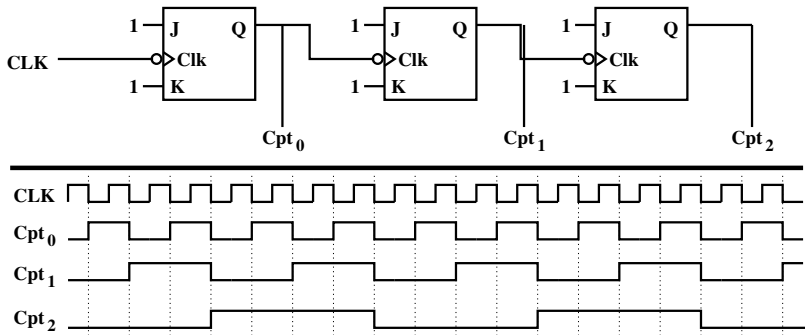 1 J Q 1 J Q 1 J Q
CLK Clk Clk Clk
1 K 1 K 1 K
Cpt 0 Cpt 1 Cpt 2
CLK
Cpt 0
Cpt 1
Cpt 2